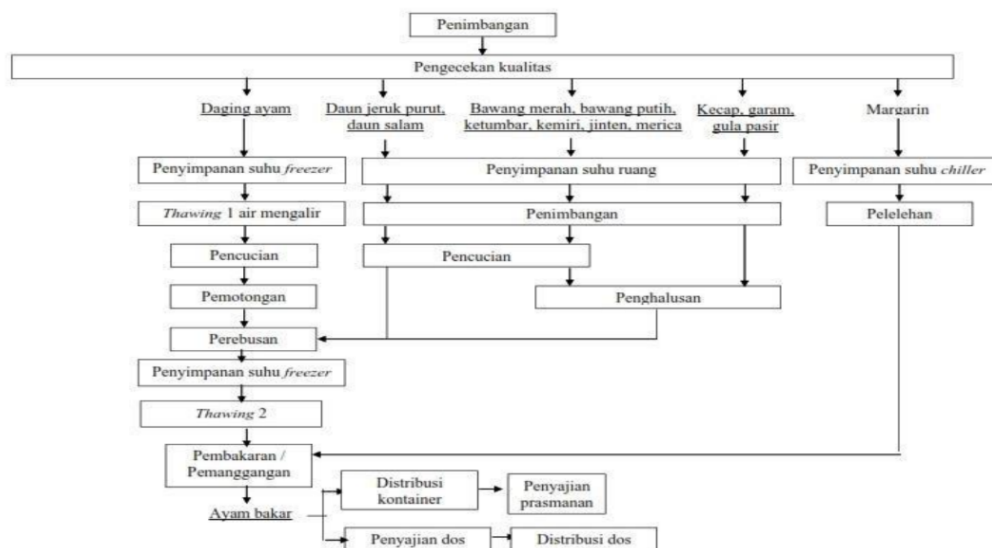 Penimbangan
Pengecekan kualitas
Daging ayam
Daun jeruk purut,
daun salam
Bawang merah, bawang putih,
ketumbar, kemiri, jinten, merica
Kecap, garam,
gula pasir
Margarin
Penyimpanan suhu freezer
Penyimpanan suhu ruang
Penyimpanan suhu chiller
Thawing 1 air mengalir
Penimbangan
Pelelehan
Pencucian
Pencucian
Pemotongan
Penghalusan
Perebusan
Penyimpanan suhu freezer
Thawing 2
Pembakaran /
Pemanggangan
Ayam bakar
Distribusi
kontainer
Penyajian
prasmanan
Penyajian dos
Distribusi dos